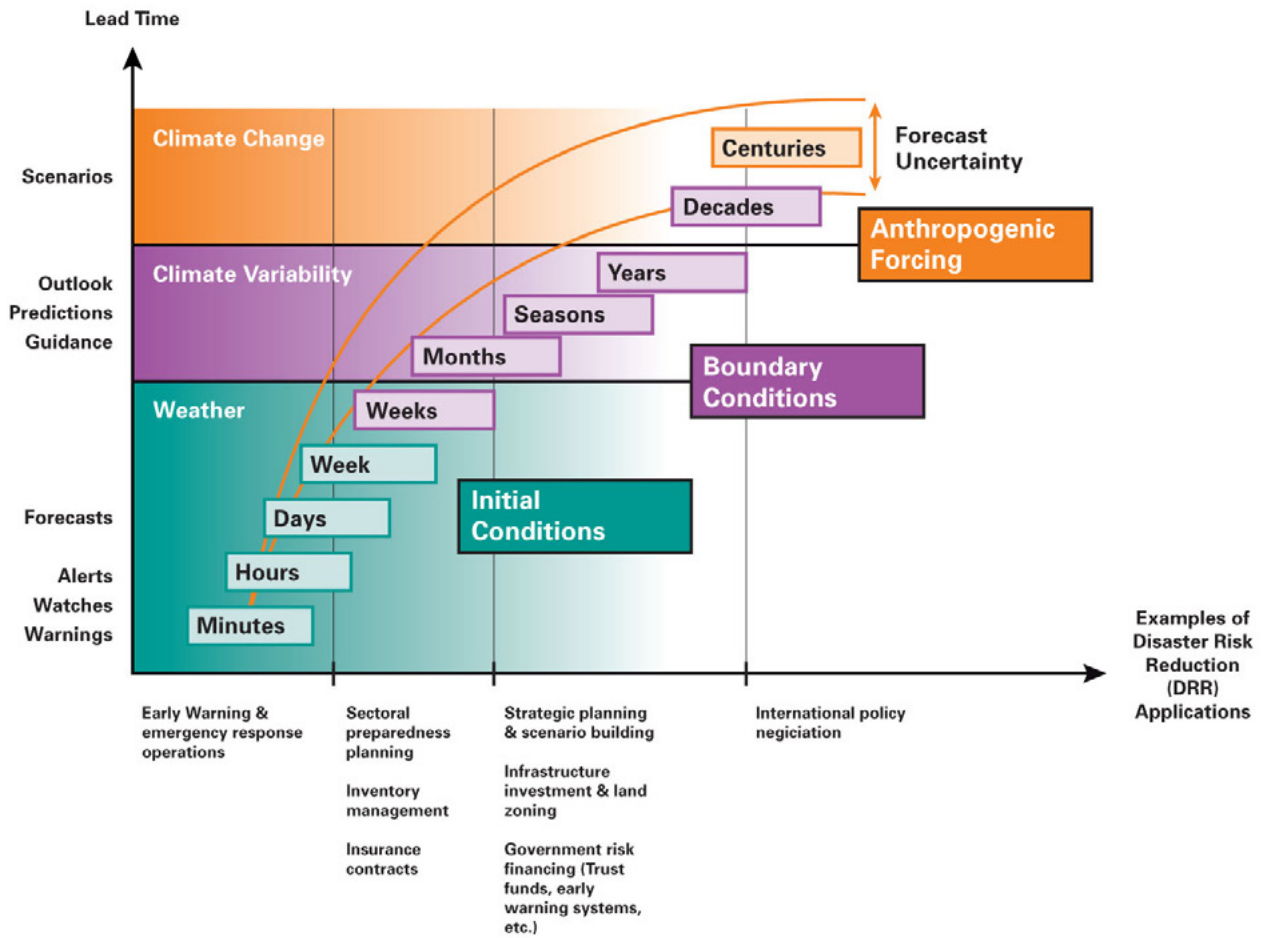 Lead Time
Climate Change
Scenarios
Centuries
Forecast
Uncertainty
Decades
Anthropogenic
Forcing
Climate Variability
Outlook
Predictions
Guidance
Years
Seasons
Months
Boundary
Conditions
Weather
Weeks
Week
Initial
Conditions
Forecasts
Days
Alerts
Watches
Warnings
Hours
Minutes
Examples of
Disaster Risk
Reduction
(DRR)
Applications
Early Warning &
emergency response
operations
Sectoral
preparedness
planning
Inventory
management
Insurance
contracts
Strategic planning
& scenario building
Infrastructure
investment & land
zoning
Government risk
financing (Trust
funds, early
warning systems,
etc.)
International policy
negiciation